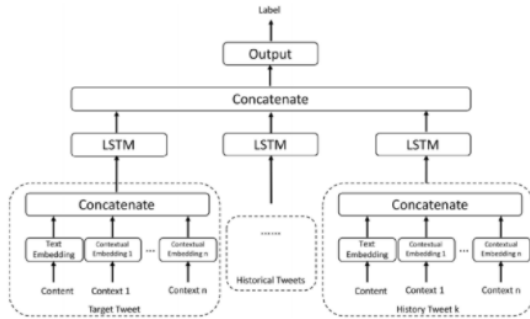 Label
Output
Concatenate
LSTM LSTM LSTM
Concatenate Concatenate
Text Embedding Contextual Embedding 1 ... Contextual Embedding n
......
Text Embedding Contextual Embedding 1 ... Contextual Embedding n
Historical Tweets
Content Context 1 Context n
Content Context 1 Context n
Target Tweet
History Tweet k